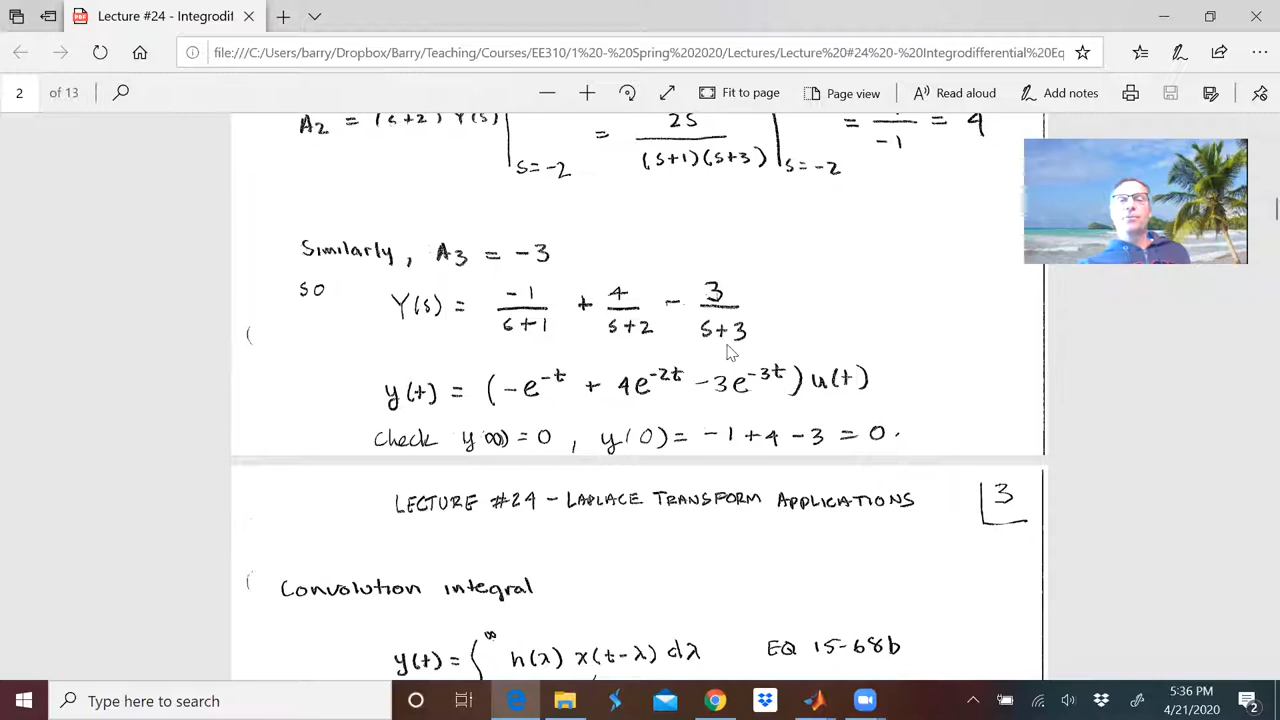 Lecture #24 - Integrodif
file:///C:/Users/barry/Dropbox/Barry/Teaching/Courses/EE310/1%20-%20Spring%202020/Lectures/Lecture%20#24%20-%20Integrodifferential%20Eq
2 of 13
Fit to page
Page view
Read aloud
Add notes
A2 = (s+2) Y(s) |s=-2 = 2s / (s+1)(s+3) |s=-2 = / -1 = 4
Similarly, A3 = -3
so
Y(s) = -1/(s+1) + 4/(s+2) - 3/(s+3)
y(t) = (-e^-t + 4e^-2t - 3e^-3t) u(t)
Check y(∞) = 0, y(0) = -1+4-3 = 0.
LECTURE #24 - LAPLACE TRANSFORM APPLICATIONS
3
Convolution integral
y(t) = ∫^∞ h(λ) x(t-λ) dλ EQ 15-68b
Type here to search
5:36 PM
4/21/2020
2